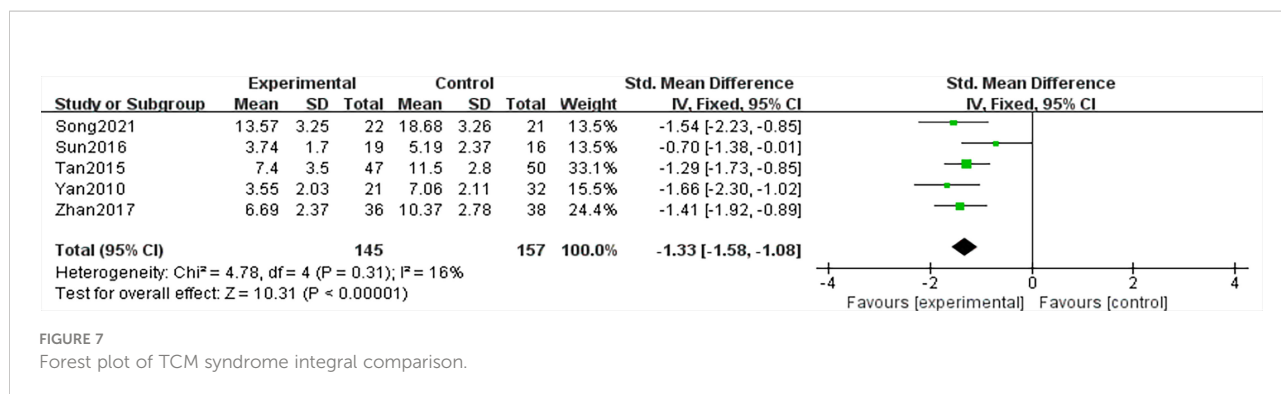 Experimental Control Std. Mean Difference Std. Mean Difference
Study or Subgroup Mean SD Total Mean SD Total Weight IV, Fixed, 95% CI IV, Fixed, 95% CI
Song2021 13.57 3.25 22 18.68 3.26 21 13.5% -1.54 [-2.23, -0.85]
Sun2016 3.74 1.7 19 5.19 2.37 16 13.5% -0.70 [-1.38, -0.01]
Tan2015 7.4 3.5 47 11.5 2.8 50 33.1% -1.29 [-1.73, -0.85]
Yan2010 3.55 2.03 21 7.06 2.11 32 15.5% -1.66 [-2.30, -1.02]
Zhan2017 6.69 2.37 36 10.37 2.78 38 24.4% -1.41 [-1.92, -0.89]
Total (95% CI) 145 157 100.0% -1.33 [-1.58, -1.08]
Heterogeneity: Chi² = 4.78, df = 4 (P = 0.31); I² = 16%
Test for overall effect: Z = 10.31 (P < 0.00001)
-4 -2 0 2 4
Favours [experimental] Favours [control]
FIGURE 7
Forest plot of TCM syndrome integral comparison.